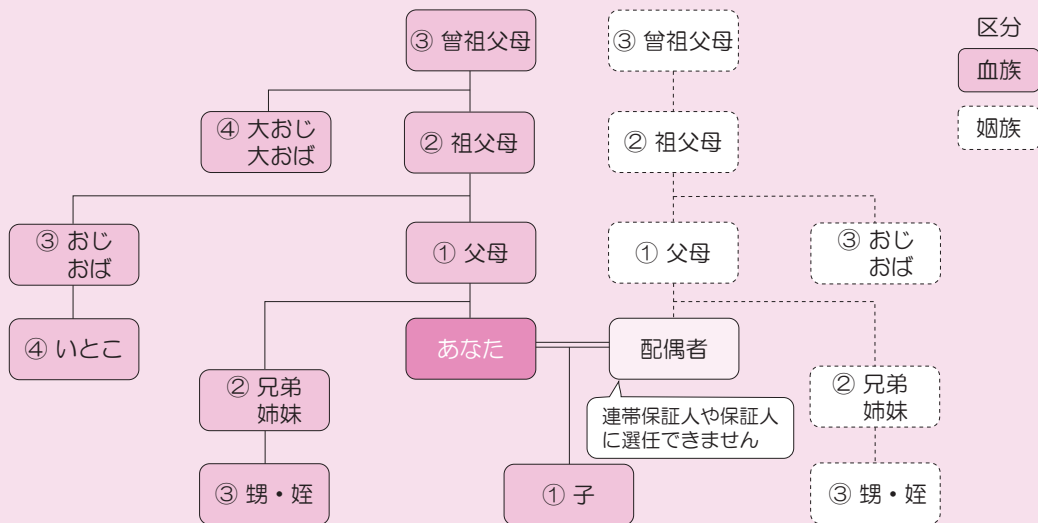 ③ 曾祖父母
③ 曾祖父母
区分
血族
④ 大おじ
大おば
② 祖父母
② 祖父母
姻族
③ おじ
おば
① 父母
① 父母
③ おじ
おば
④ いとこ
あなた
配偶者
② 兄弟
姉妹
連帯保証人や保証人
に選任できません
② 兄弟
姉妹
③ 甥・姪
① 子
③ 甥・姪